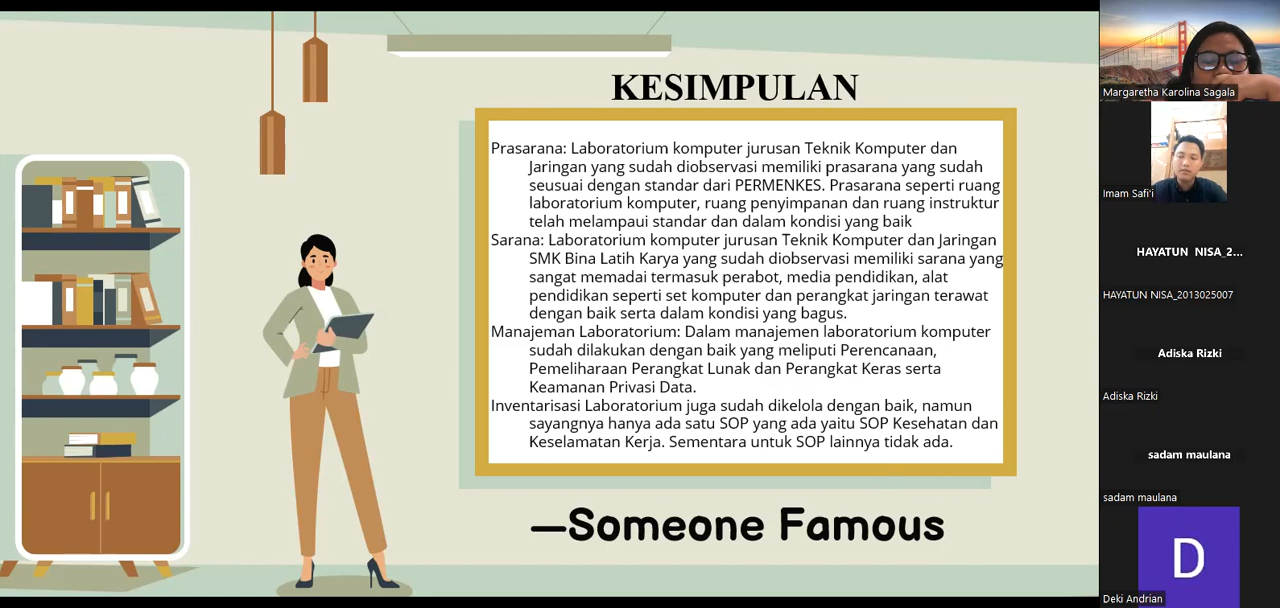 KESIMPULAN
Prasarana: Laboratorium komputer jurusan Teknik Komputer dan
Jaringan yang sudah diobservasi memiliki prasarana yang sudah
seusuai dengan standar dari PERMENKES. Prasarana seperti ruang
laboratorium komputer, ruang penyimpanan dan ruang instruktur
telah melampaui standar dan dalam kondisi yang baik
Sarana: Laboratorium komputer jurusan Teknik Komputer dan Jaringan
SMK Bina Latih Karya yang sudah diobservasi memiliki sarana yang
sangat memadai termasuk perabot, media pendidikan, alat
pendidikan seperti set komputer dan perangkat jaringan terawat
dengan baik serta dalam kondisi yang bagus.
Manajeman Laboratorium: Dalam manajemen laboratorium komputer
sudah dilakukan dengan baik yang meliputi Perencanaan,
Pemeliharaan Perangkat Lunak dan Perangkat Keras serta
Keamanan Privasi Data.
Inventarisasi Laboratorium juga sudah dikelola dengan baik, namun
sayangnya hanya ada satu SOP yang ada yaitu SOP Kesehatan dan
Keselamatan Kerja. Sementara untuk SOP lainnya tidak ada.
—Someone Famous
Margaretha Karolina Sagala
Imam Safi'i
HAYATUN NISA_2...
HAYATUN NISA_2013025007
Adiska Rizki
Adiska Rizki
sadam maulana
sadam maulana
D
Deki Andrian